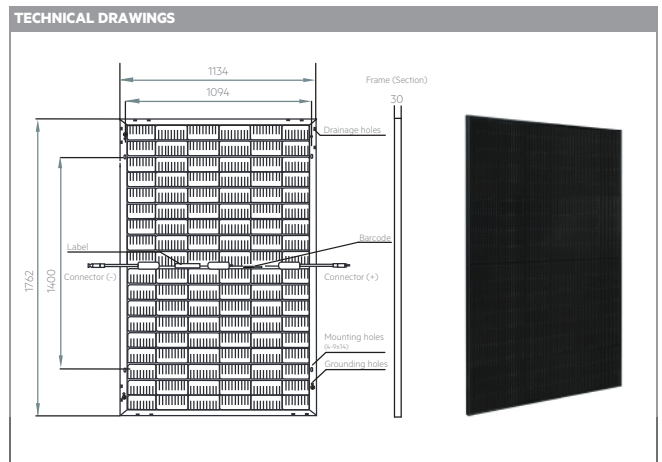 TECHNICAL DRAWINGS
1134
Frame (Section)
1094
30
Drainage holes
Label
Barcode
1762
1400
Connector (-)
Connector (+)
Mounting holes
(4-9x14)
Grounding holes